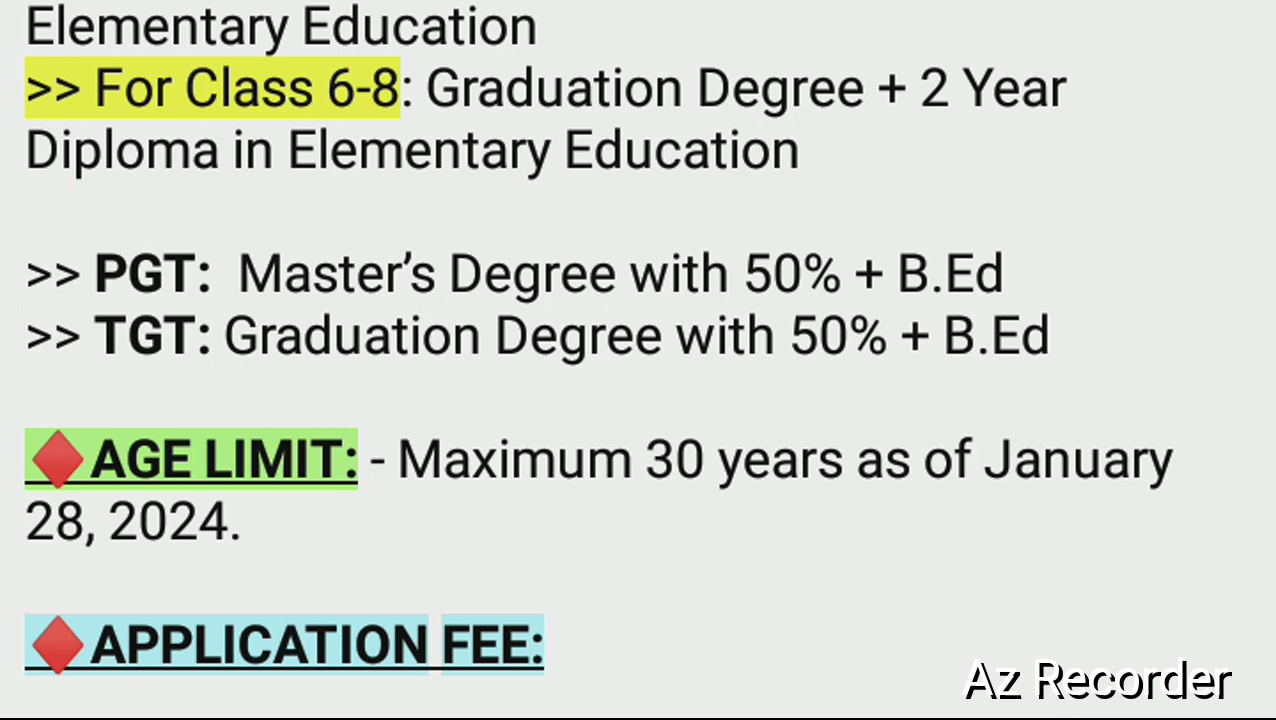 Elementary Education
>> For Class 6-8: Graduation Degree + 2 Year
Diploma in Elementary Education
>> PGT: Master’s Degree with 50% + B.Ed
>> TGT: Graduation Degree with 50% + B.Ed
♦️AGE LIMIT: - Maximum 30 years as of January
28, 2024.
♦️APPLICATION FEE:
Az Recorder